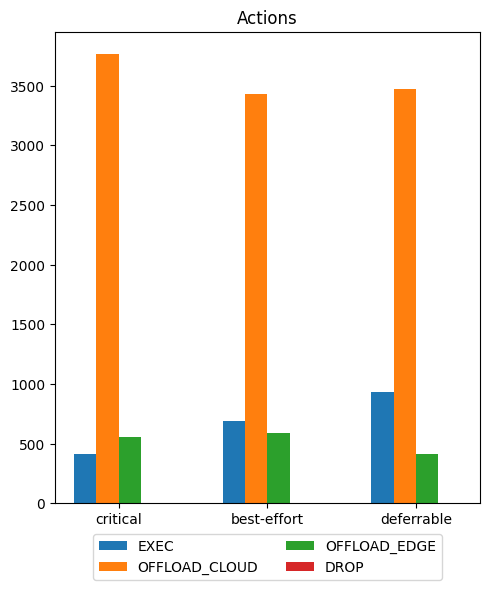 Actions
3500
3000
2500
2000
1500
1000
500
0
critical best-effort deferrable
EXEC OFFLOAD_EDGE
OFFLOAD_CLOUD DROP